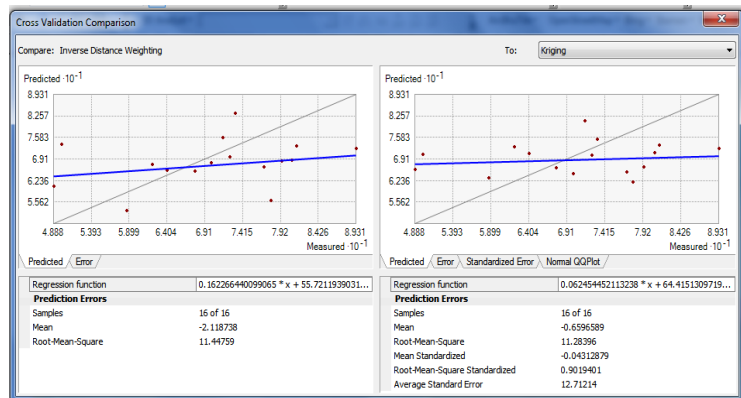 Cross Validation Comparison
Compare: Inverse Distance Weighting
To: Kriging
Predicted ·10⁻¹
8.931
8.257
7.583
6.91
6.236
5.562
4.888 5.393 5.899 6.404 6.91 7.415 7.92 8.426 8.931
Measured ·10⁻¹
Predicted Error
Regression function 0.162266440099065 * x + 55.7211939031...
Prediction Errors
Samples 16 of 16
Mean -2.118738
Root-Mean-Square 11.44759
Predicted ·10⁻¹
8.931
8.257
7.583
6.91
6.236
5.562
4.888 5.393 5.899 6.404 6.91 7.415 7.92 8.426 8.931
Measured ·10⁻¹
Predicted Error Standardized Error Normal QQPlot
Regression function 0.062454452113238 * x + 64.4151309719...
Prediction Errors
Samples 16 of 16
Mean -0.6596589
Root-Mean-Square 11.28396
Mean Standardized -0.04312879
Root-Mean-Square Standardized 0.9019401
Average Standard Error 12.71214